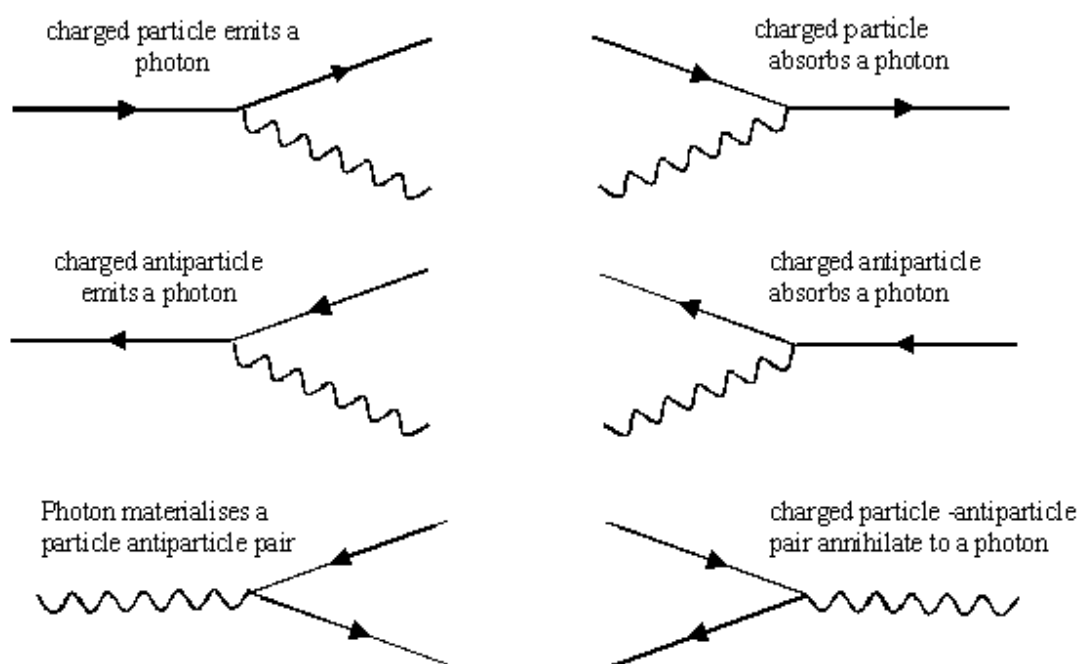 charged particle emits a
photon
charged particle
absorbs a photon
charged antiparticle
emits a photon
charged antiparticle
absorbs a photon
Photon materialises a
particle antiparticle pair
charged particle -antiparticle
pair annihilate to a photon